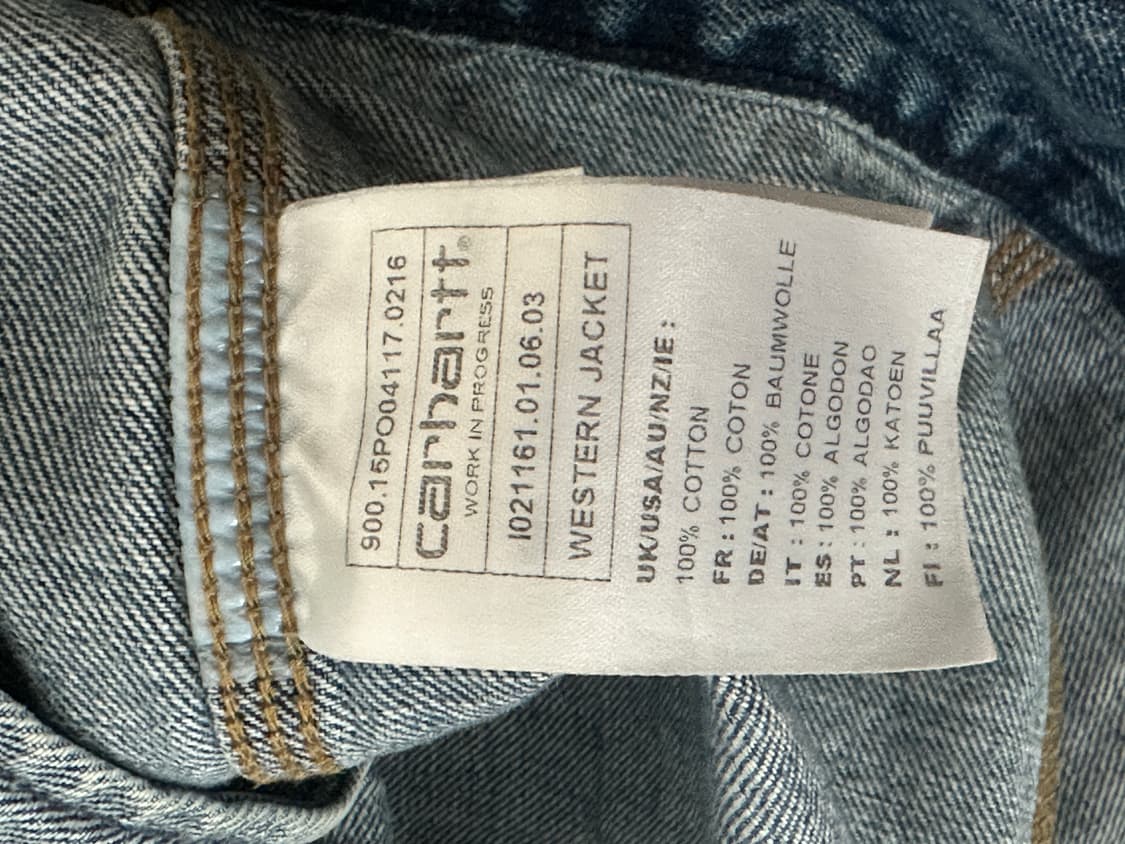 900.15PO04117.0216
carhartt®
WORK IN PROGRESS
I021161.01.06.03
WESTERN JACKET
UK/USA/AU/NZ/IE :
100% COTTON
FR : 100% COTON
DE/AT : 100% BAUMWOLLE
IT : 100% COTONE
ES : 100% ALGODON
PT : 100% ALGODAO
NL : 100% KATOEN
FI : 100% PUUVILLAA